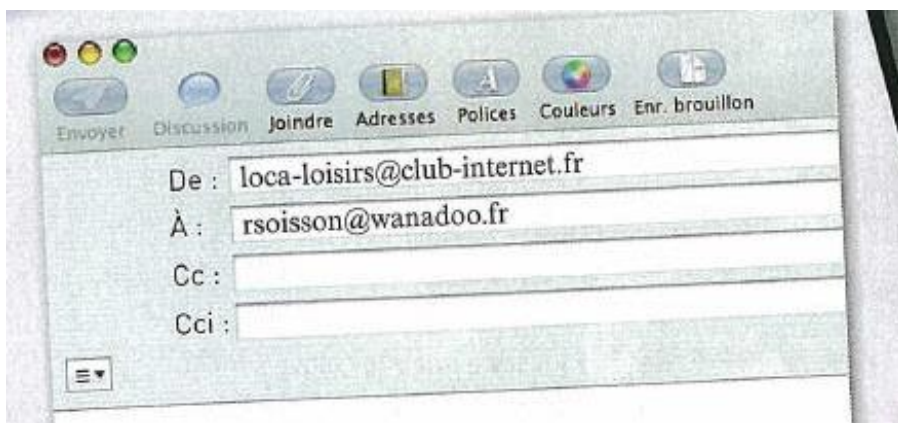 Envoyer Discussion Joindre Adresses Polices Couleurs Enr. brouillon
De : loca-loisirs@club-internet.fr
À : rsoisson@wanadoo.fr
Cc :
Cci :